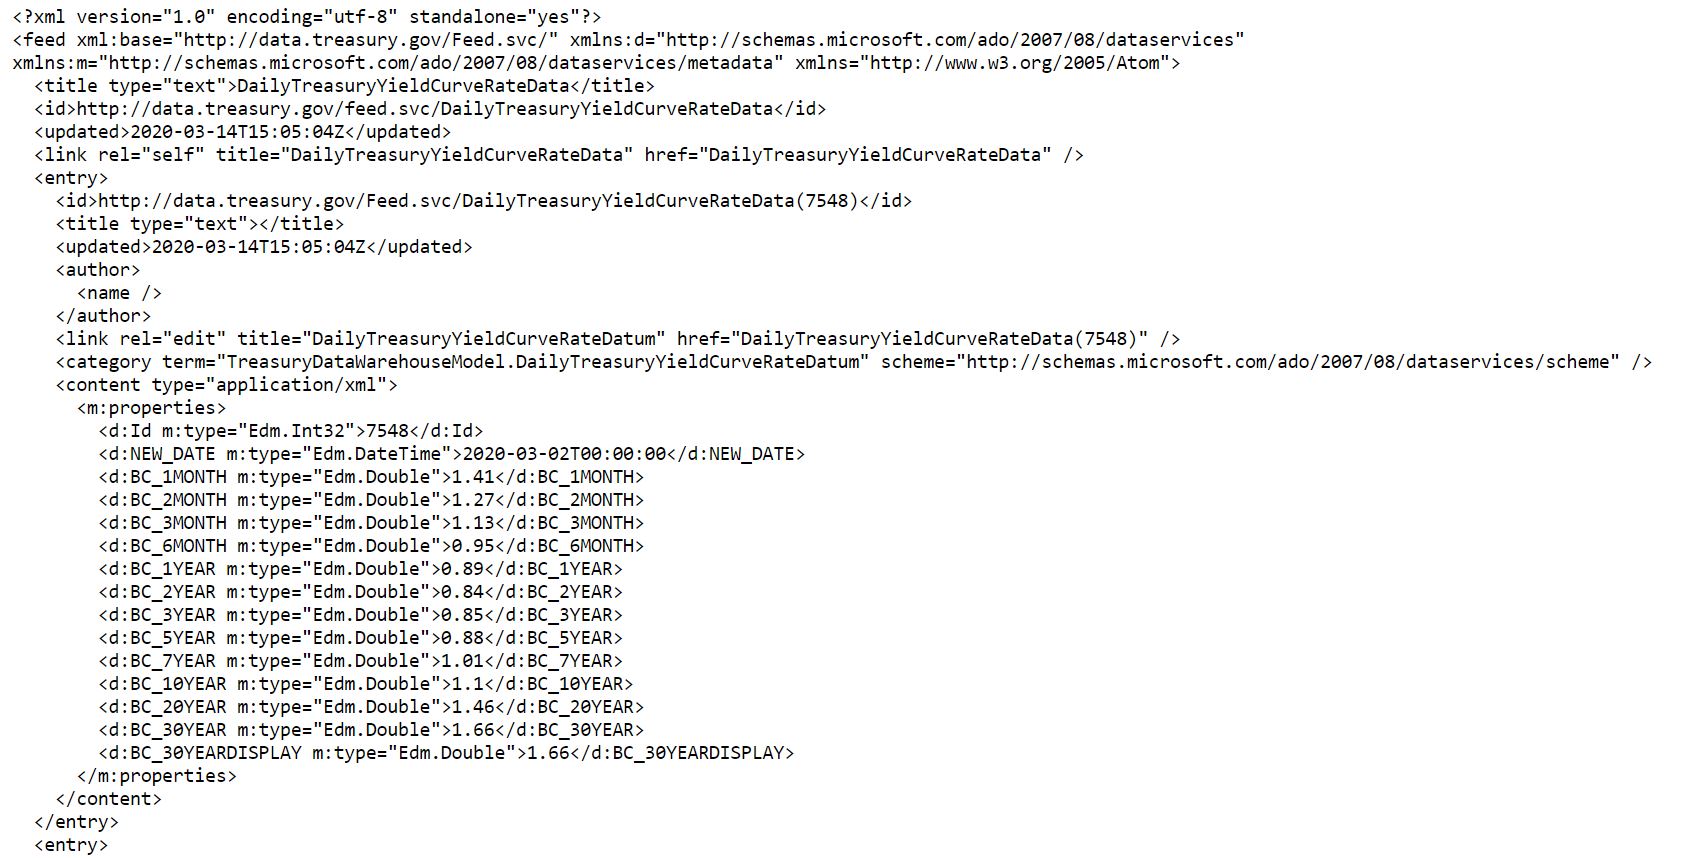 <?xml version="1.0" encoding="utf-8" standalone="yes"?>
<feed xml:base="http://data.treasury.gov/Feed.svc/" xmlns:d="http://schemas.microsoft.com/ado/2007/08/dataservices"
xmlns:m="http://schemas.microsoft.com/ado/2007/08/dataservices/metadata" xmlns="http://www.w3.org/2005/Atom">
  <title type="text">DailyTreasuryYieldCurveRateData</title>
  <id>http://data.treasury.gov/feed.svc/DailyTreasuryYieldCurveRateData</id>
  <updated>2020-03-14T15:05:04Z</updated>
  <link rel="self" title="DailyTreasuryYieldCurveRateData" href="DailyTreasuryYieldCurveRateData" />
  <entry>
    <id>http://data.treasury.gov/Feed.svc/DailyTreasuryYieldCurveRateData(7548)</id>
    <title type="text"></title>
    <updated>2020-03-14T15:05:04Z</updated>
    <author>
      <name />
    </author>
    <link rel="edit" title="DailyTreasuryYieldCurveRateDatum" href="DailyTreasuryYieldCurveRateData(7548)" />
    <category term="TreasuryDataWarehouseModel.DailyTreasuryYieldCurveRateDatum" scheme="http://schemas.microsoft.com/ado/2007/08/dataservices/scheme" />
    <content type="application/xml">
      <m:properties>
        <d:Id m:type="Edm.Int32">7548</d:Id>
        <d:NEW_DATE m:type="Edm.DateTime">2020-03-02T00:00:00</d:NEW_DATE>
        <d:BC_1MONTH m:type="Edm.Double">1.41</d:BC_1MONTH>
        <d:BC_2MONTH m:type="Edm.Double">1.27</d:BC_2MONTH>
        <d:BC_3MONTH m:type="Edm.Double">1.13</d:BC_3MONTH>
        <d:BC_6MONTH m:type="Edm.Double">0.95</d:BC_6MONTH>
        <d:BC_1YEAR m:type="Edm.Double">0.89</d:BC_1YEAR>
        <d:BC_2YEAR m:type="Edm.Double">0.84</d:BC_2YEAR>
        <d:BC_3YEAR m:type="Edm.Double">0.85</d:BC_3YEAR>
        <d:BC_5YEAR m:type="Edm.Double">0.88</d:BC_5YEAR>
        <d:BC_7YEAR m:type="Edm.Double">1.01</d:BC_7YEAR>
        <d:BC_10YEAR m:type="Edm.Double">1.1</d:BC_10YEAR>
        <d:BC_20YEAR m:type="Edm.Double">1.46</d:BC_20YEAR>
        <d:BC_30YEAR m:type="Edm.Double">1.66</d:BC_30YEAR>
        <d:BC_30YEARDISPLAY m:type="Edm.Double">1.66</d:BC_30YEARDISPLAY>
      </m:properties>
    </content>
  </entry>
  <entry>